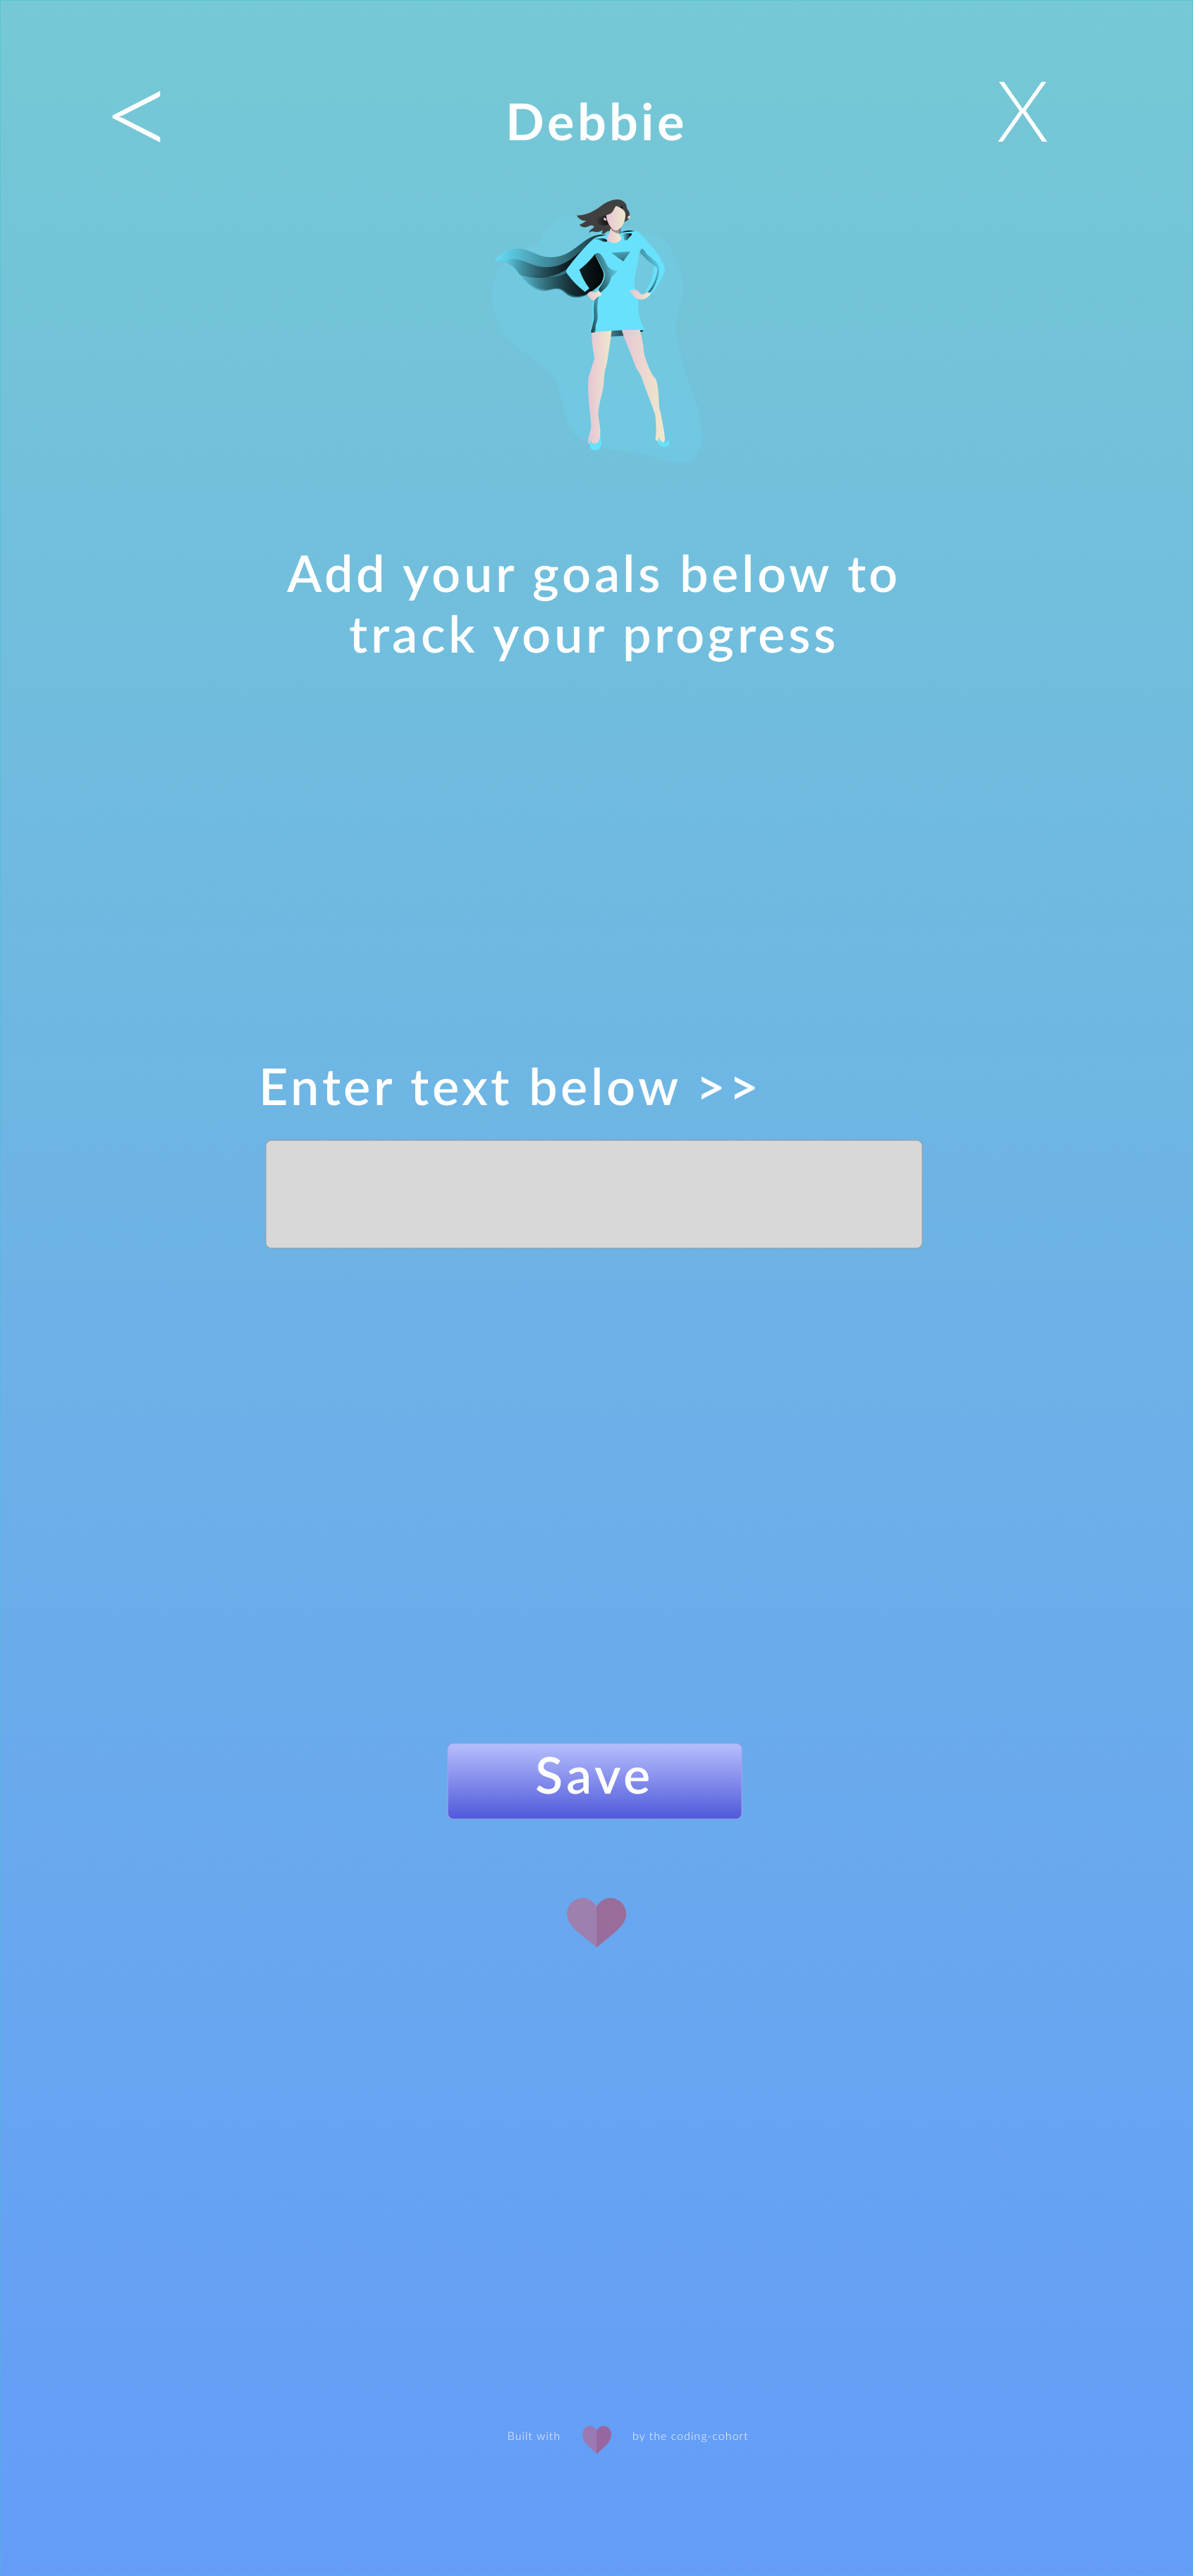 <
Debbie
X
Add your goals below to
track your progress
Enter text below >>
Save
Built with by the coding-cohort